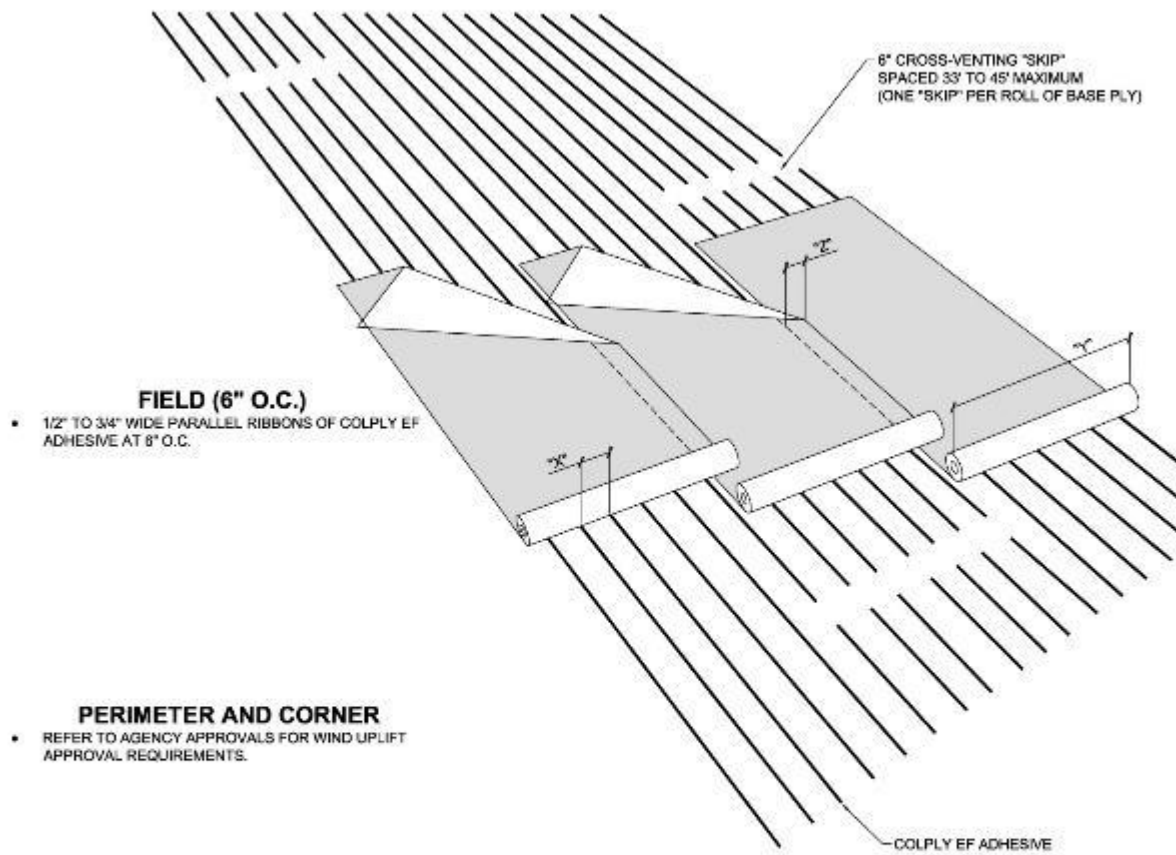 6" CROSS-VENTING "SKIP"
SPACED 33' TO 45' MAXIMUM
(ONE "SKIP" PER ROLL OF BASE PLY)
"Z"
"Y"
FIELD (6" O.C.)
• 1/2" TO 3/4" WIDE PARALLEL RIBBONS OF COLPLY EF
ADHESIVE AT 6" O.C.
"X"
PERIMETER AND CORNER
• REFER TO AGENCY APPROVALS FOR WIND UPLIFT
APPROVAL REQUIREMENTS.
COLPLY EF ADHESIVE